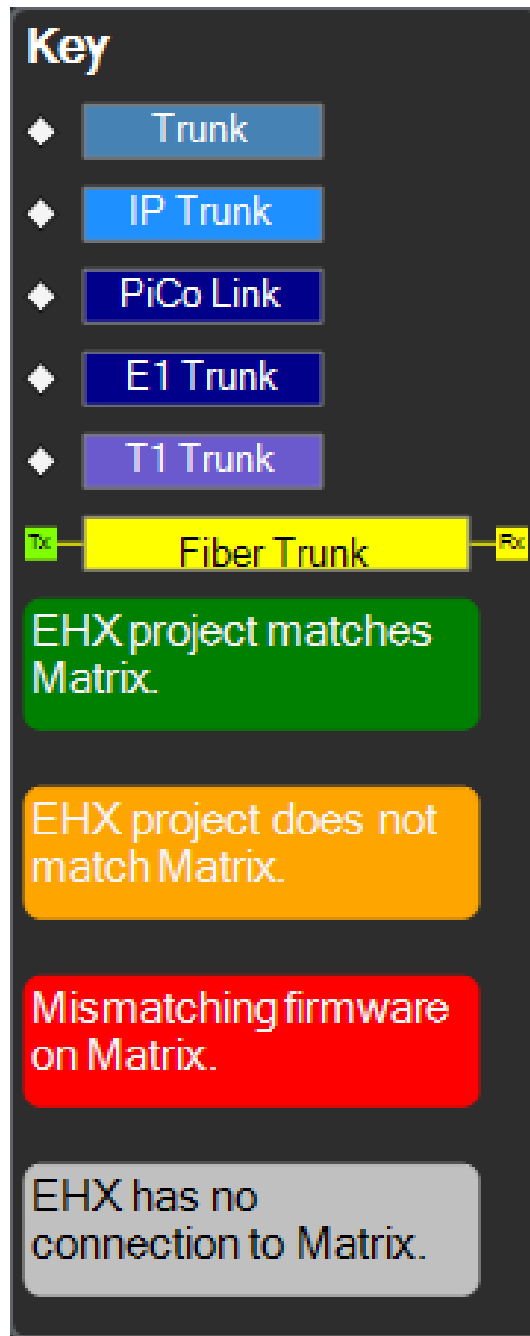 Key
Trunk
IP Trunk
PiCo Link
E1 Trunk
T1 Trunk
Tx Fiber Trunk Rx
EHX project matches
Matrix.
EHX project does not
match Matrix.
Mismatching firmware
on Matrix.
EHX has no
connection to Matrix.